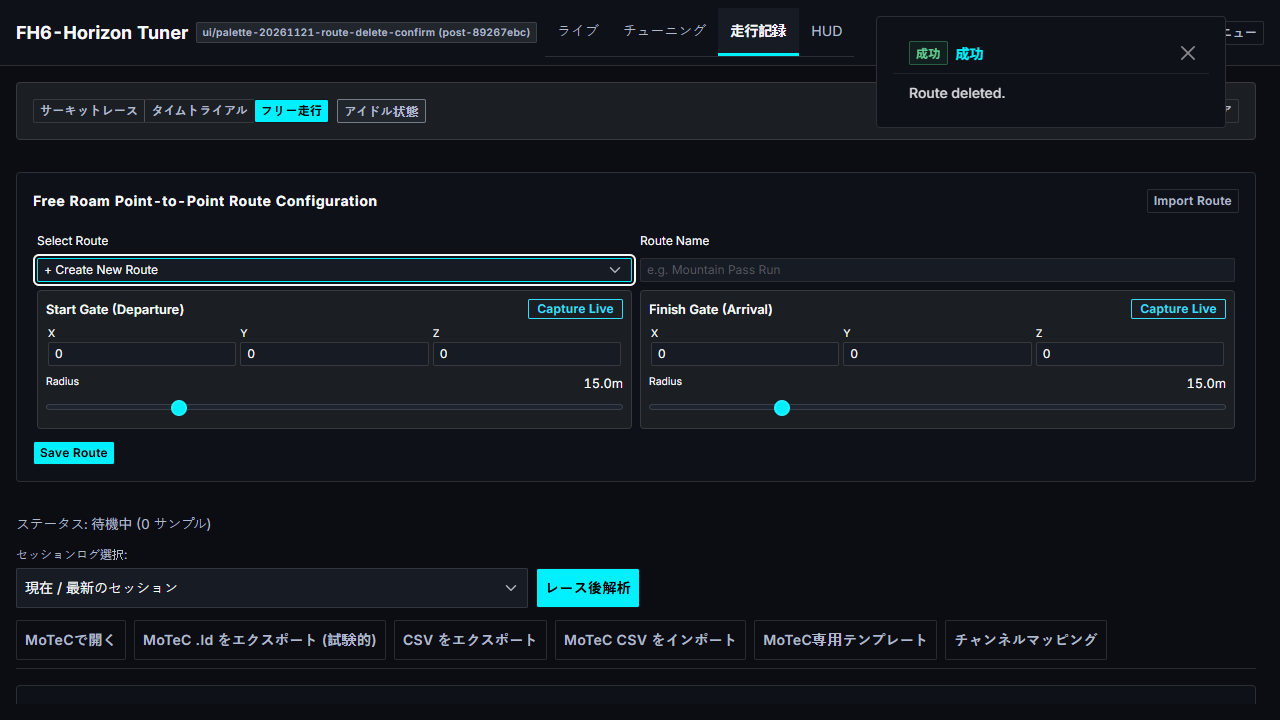 FH6-Horizon Tuner
ui/palette-20261121-route-delete-confirm (post-89267ebc)
ライブ
チューニング
走行記録
HUD
ニュー
成功 成功
Route deleted.
サーキットレース
タイムトライアル
フリー走行
アイドル状態
Free Roam Point-to-Point Route Configuration
Import Route
Select Route
Route Name
+ Create New Route
e.g. Mountain Pass Run
Start Gate (Departure)
Capture Live
X Y Z
0 0 0
Radius
15.0m
Finish Gate (Arrival)
Capture Live
X Y Z
0 0 0
Radius
15.0m
Save Route
ステータス: 待機中 (0 サンプル)
セッションログ選択:
現在 / 最新のセッション
レース後解析
MoTeCで開く
MoTeC .ld をエクスポート (試験的)
CSV をエクスポート
MoTeC CSV をインポート
MoTeC専用テンプレート
チャンネルマッピング